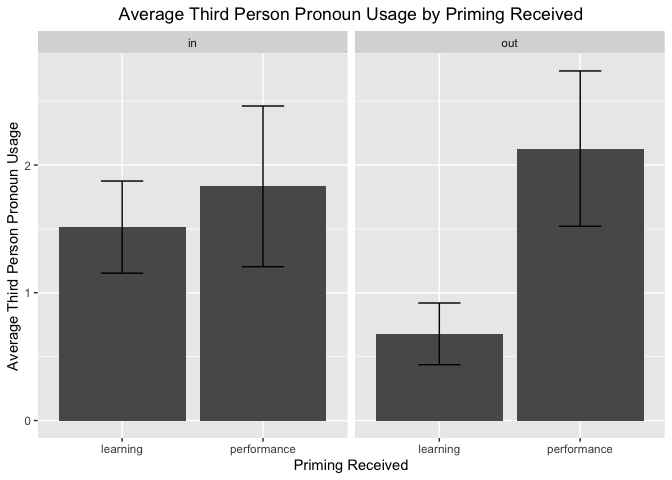 Average Third Person Pronoun Usage by Priming Received
in
out
Average Third Person Pronoun Usage
2
1
0
learning
performance
learning
performance
Priming Received